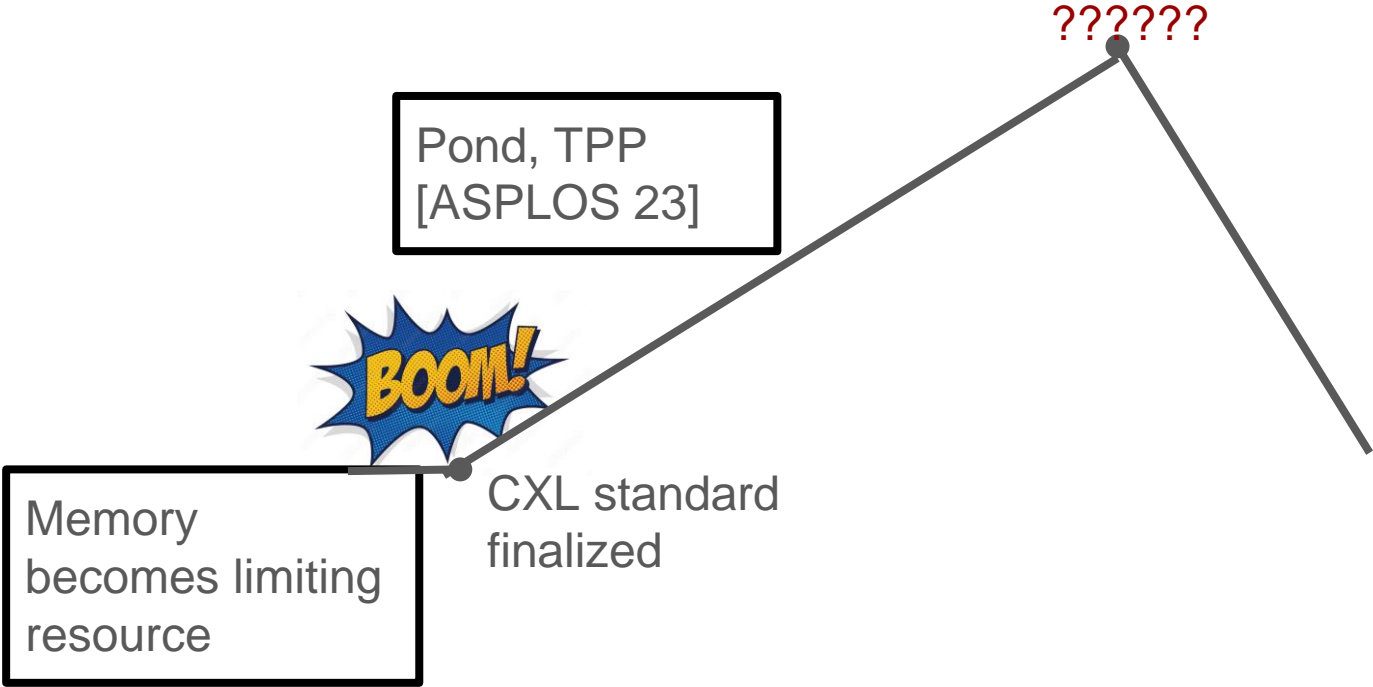 ??????
Pond, TPP
[ASPLOS 23]
BOOM!
CXL standard
finalized
Memory
becomes limiting
resource